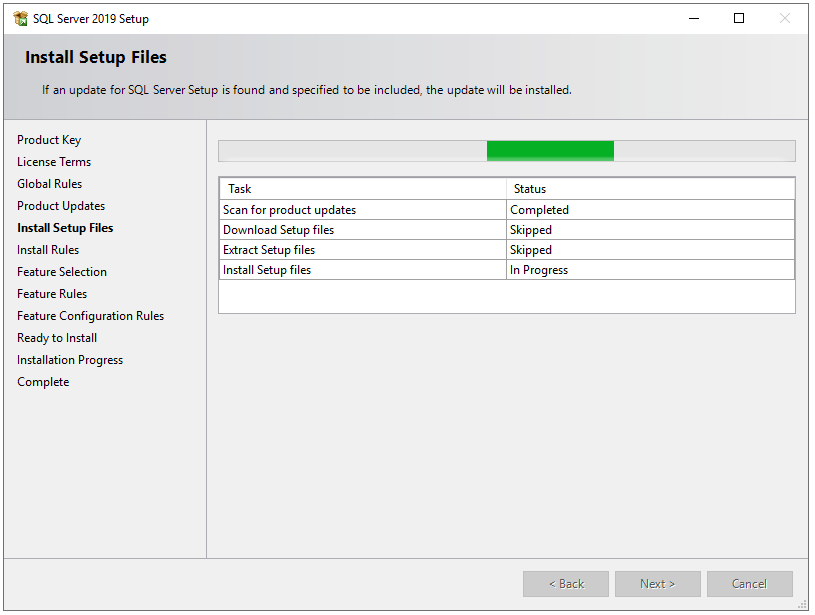 SQL Server 2019 Setup
Install Setup Files
If an update for SQL Server Setup is found and specified to be included, the update will be installed.
Product Key
License Terms
Global Rules
Product Updates
Install Setup Files
Install Rules
Feature Selection
Feature Rules
Feature Configuration Rules
Ready to Install
Installation Progress
Complete
Task Status
Scan for product updates Completed
Download Setup files Skipped
Extract Setup files Skipped
Install Setup files In Progress
< Back Next > Cancel